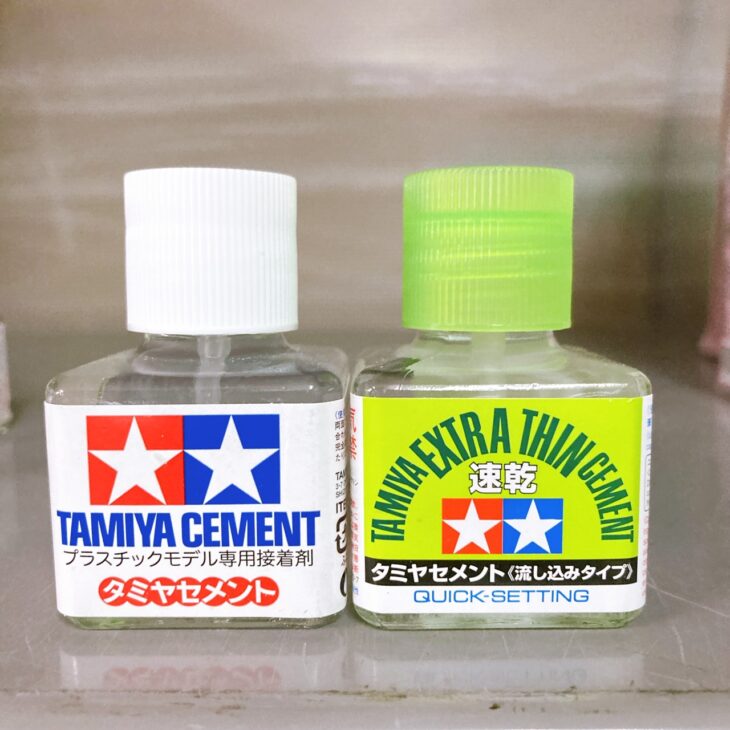 TAMIYA CEMENT
プラスチックモデル専用接着剤
タミヤセメント
TAMIYA EXTRA THIN CEMENT
速乾
タミヤセメント《流し込みタイプ》
QUICK-SETTING